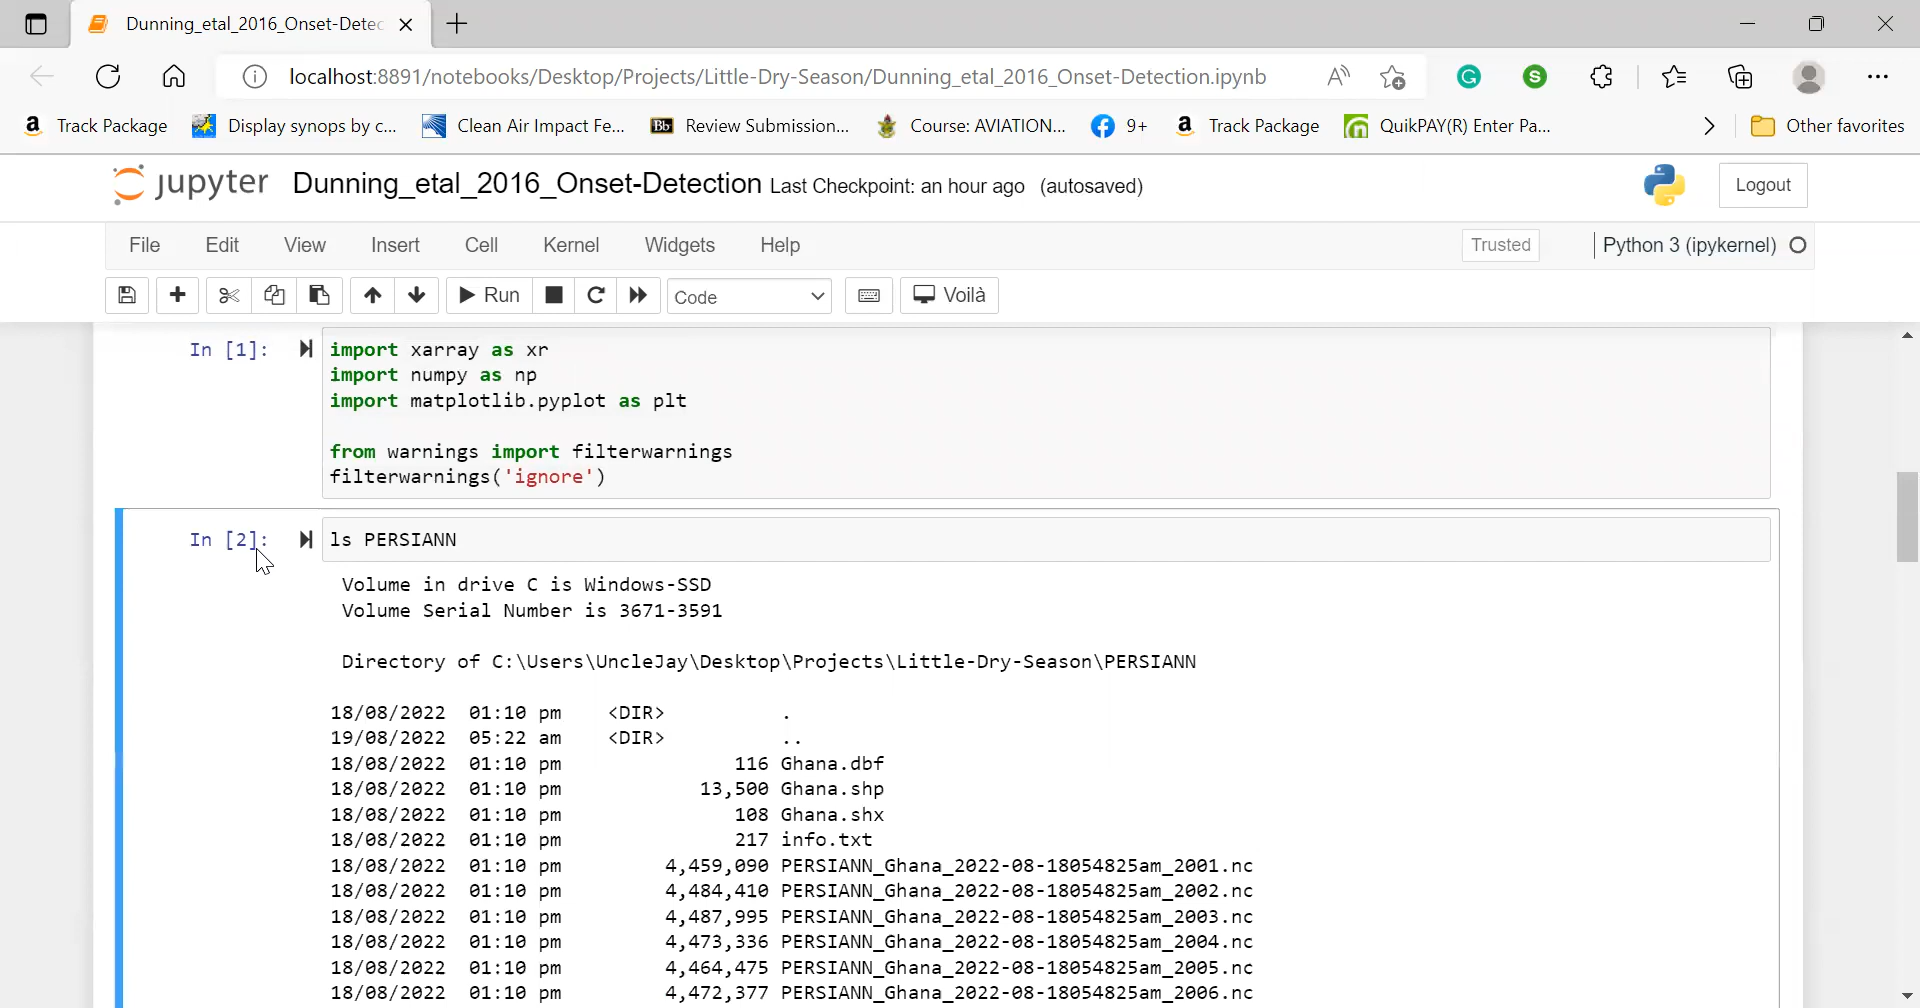 Dunning_etal_2016_Onset-Detec
localhost:8891/notebooks/Desktop/Projects/Little-Dry-Season/Dunning_etal_2016_Onset-Detection.ipynb
Track Package Display synops by c... Clean Air Impact Fe... Bb Review Submission... Course: AVIATION... 9+ Track Package QuikPAY(R) Enter Pa... Other favorites
jupyter Dunning_etal_2016_Onset-Detection Last Checkpoint: an hour ago (autosaved) Logout
File Edit View Insert Cell Kernel Widgets Help Trusted Python 3 (ipykernel)
Run Code Voilà
In [1]: import xarray as xr
import numpy as np
import matplotlib.pyplot as plt
from warnings import filterwarnings
filterwarnings('ignore')
In [2]: ls PERSIANN
Volume in drive C is Windows-SSD
Volume Serial Number is 3671-3591
Directory of C:\Users\UncleJay\Desktop\Projects\Little-Dry-Season\PERSIANN
18/08/2022 01:10 pm <DIR> .
19/08/2022 05:22 am <DIR> ..
18/08/2022 01:10 pm 116 Ghana.dbf
18/08/2022 01:10 pm 13,500 Ghana.shp
18/08/2022 01:10 pm 108 Ghana.shx
18/08/2022 01:10 pm 217 info.txt
18/08/2022 01:10 pm 4,459,090 PERSIANN_Ghana_2022-08-18054825am_2001.nc
18/08/2022 01:10 pm 4,484,410 PERSIANN_Ghana_2022-08-18054825am_2002.nc
18/08/2022 01:10 pm 4,487,995 PERSIANN_Ghana_2022-08-18054825am_2003.nc
18/08/2022 01:10 pm 4,473,336 PERSIANN_Ghana_2022-08-18054825am_2004.nc
18/08/2022 01:10 pm 4,464,475 PERSIANN_Ghana_2022-08-18054825am_2005.nc
18/08/2022 01:10 pm 4,472,377 PERSIANN_Ghana_2022-08-18054825am_2006.nc